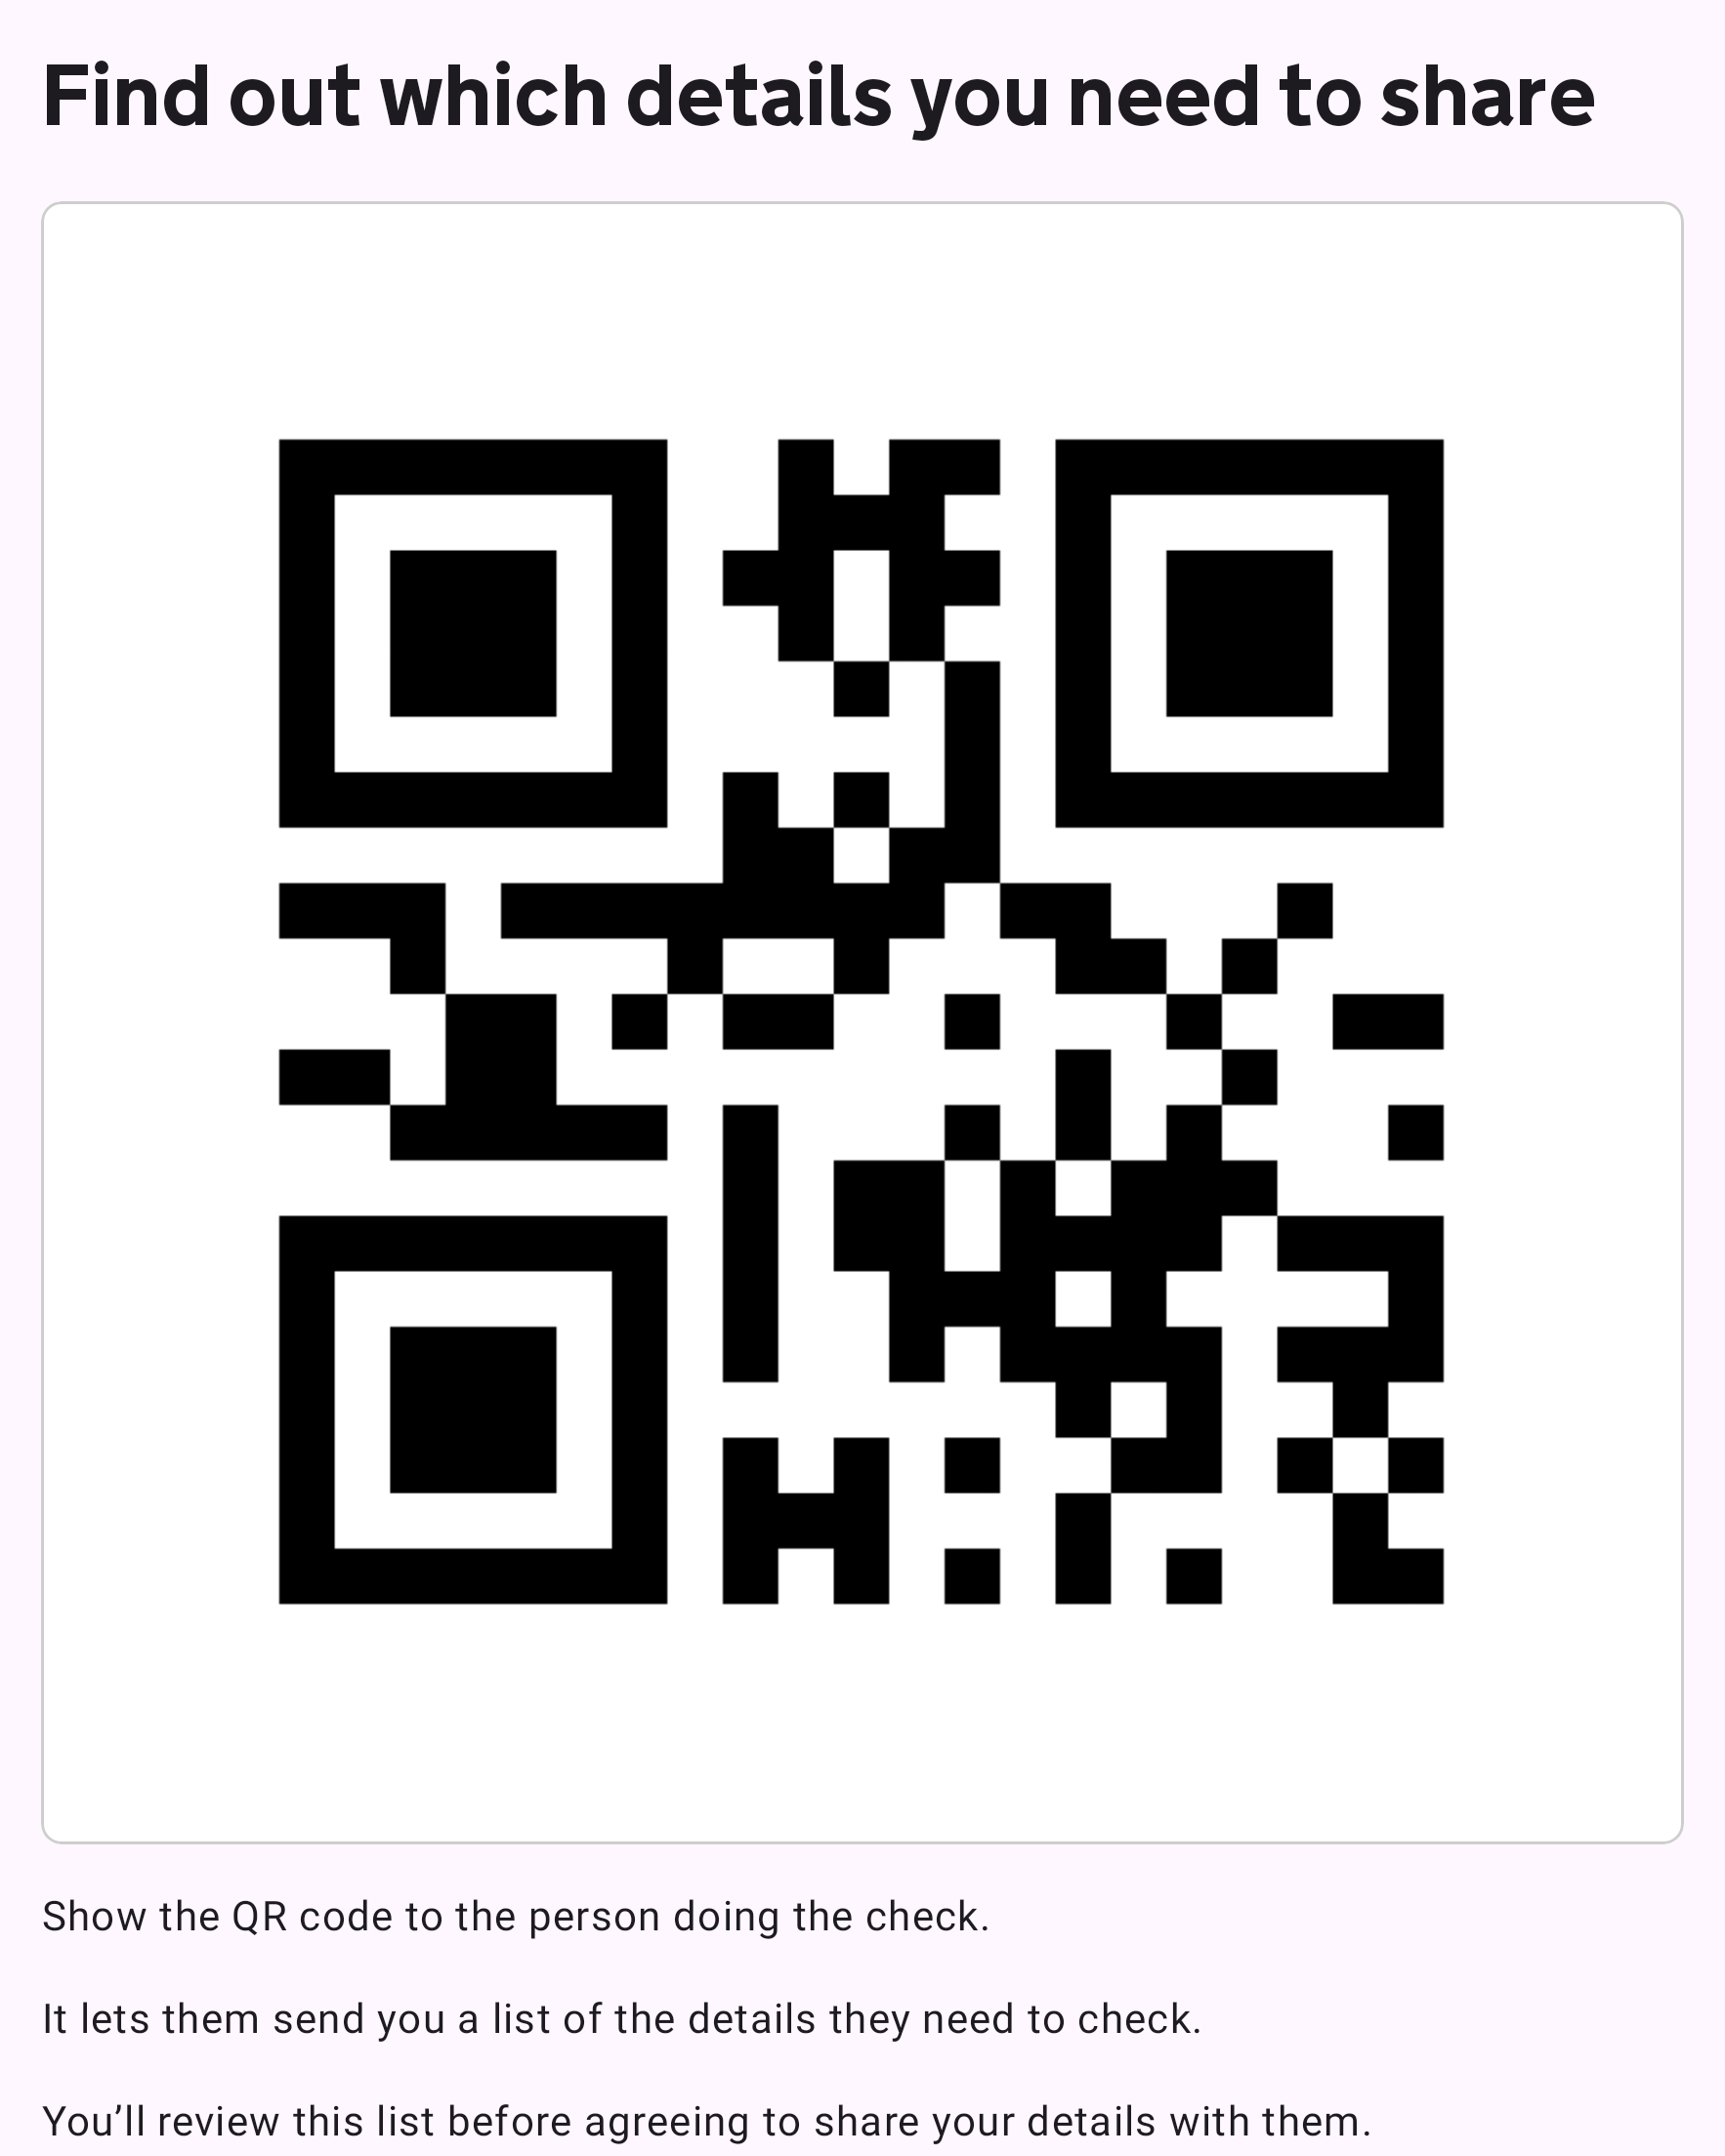 Find out which details you need to share
Show the QR code to the person doing the check.
It lets them send you a list of the details they need to check.
You’ll review this list before agreeing to share your details with them.